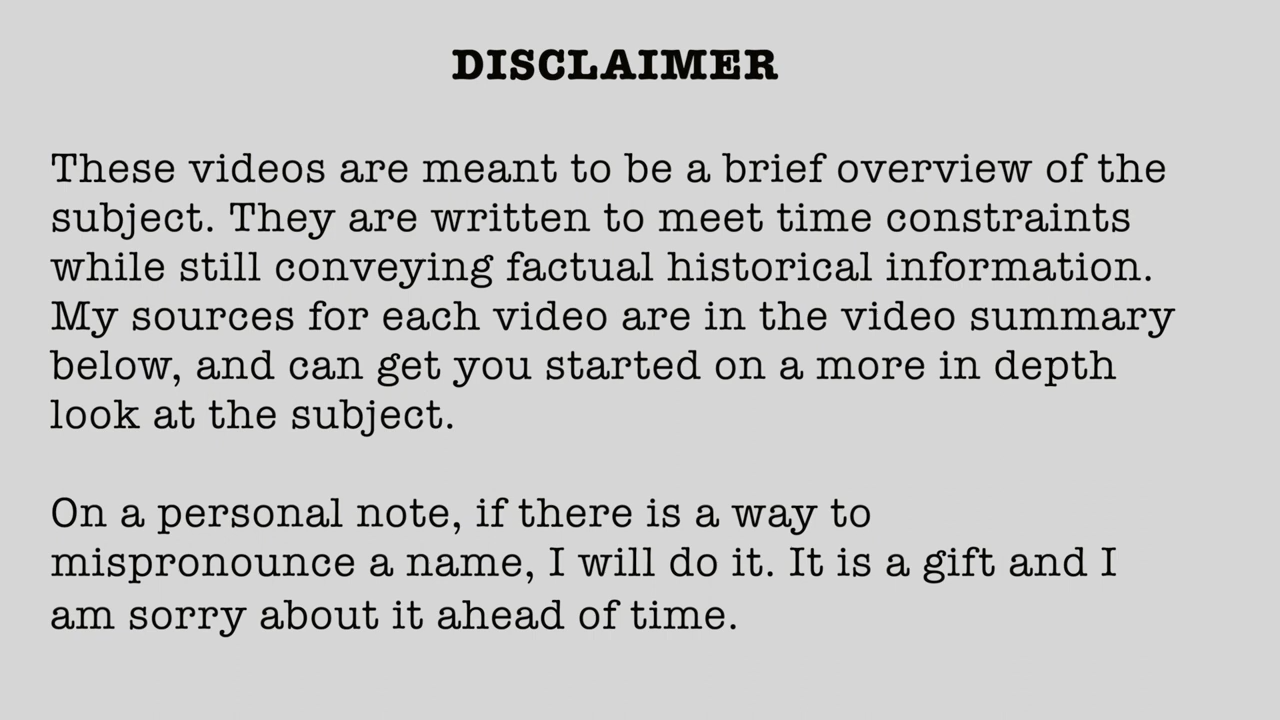 DISCLAIMER
These videos are meant to be a brief overview of the
subject. They are written to meet time constraints
while still conveying factual historical information.
My sources for each video are in the video summary
below, and can get you started on a more in depth
look at the subject.
On a personal note, if there is a way to
mispronounce a name, I will do it. It is a gift and I
am sorry about it ahead of time.